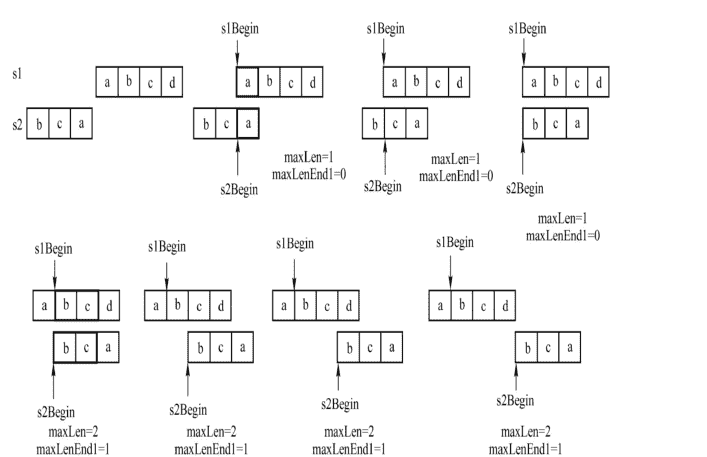 s1Begin s1Begin s1Begin
s1 a b c d a b c d a b c d a b c d
s2 b c a b c a b c a b c a
maxLen=1 maxLen=1
maxLenEnd1=0 maxLenEnd1=0
s2Begin s2Begin s2Begin
maxLen=1
maxLenEnd1=0
s1Begin s1Begin s1Begin s1Begin
a b c d a b c d a b c d a b c d
b c a b c a b c a b c a
s2Begin s2Begin s2Begin s2Begin
maxLen=2 maxLen=2 maxLen=2 maxLen=2
maxLenEnd1=1 maxLenEnd1=1 maxLenEnd1=1 maxLenEnd1=1